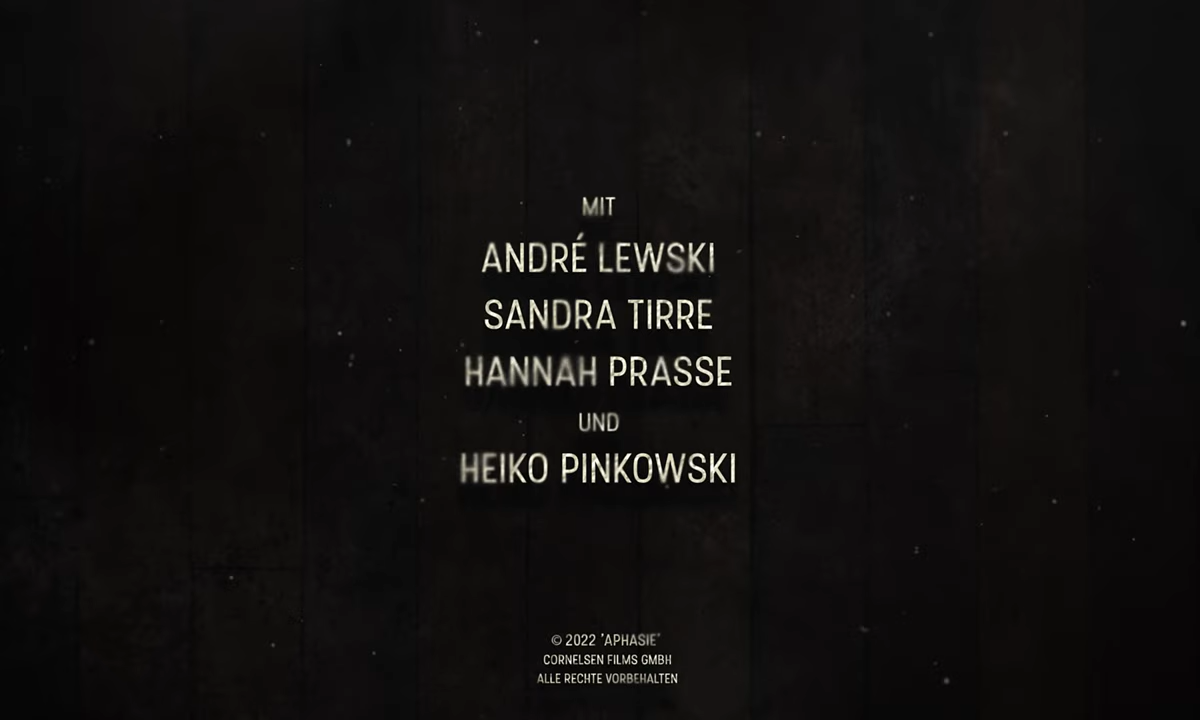 MIT
ANDRÉ LEWSKI
SANDRA TIRRE
HANNAH PRASSE
UND
HEIKO PINKOWSKI
© 2022 "APHASIE"
CORNELSEN FILMS GMBH
ALLE RECHTE VORBEHALTEN